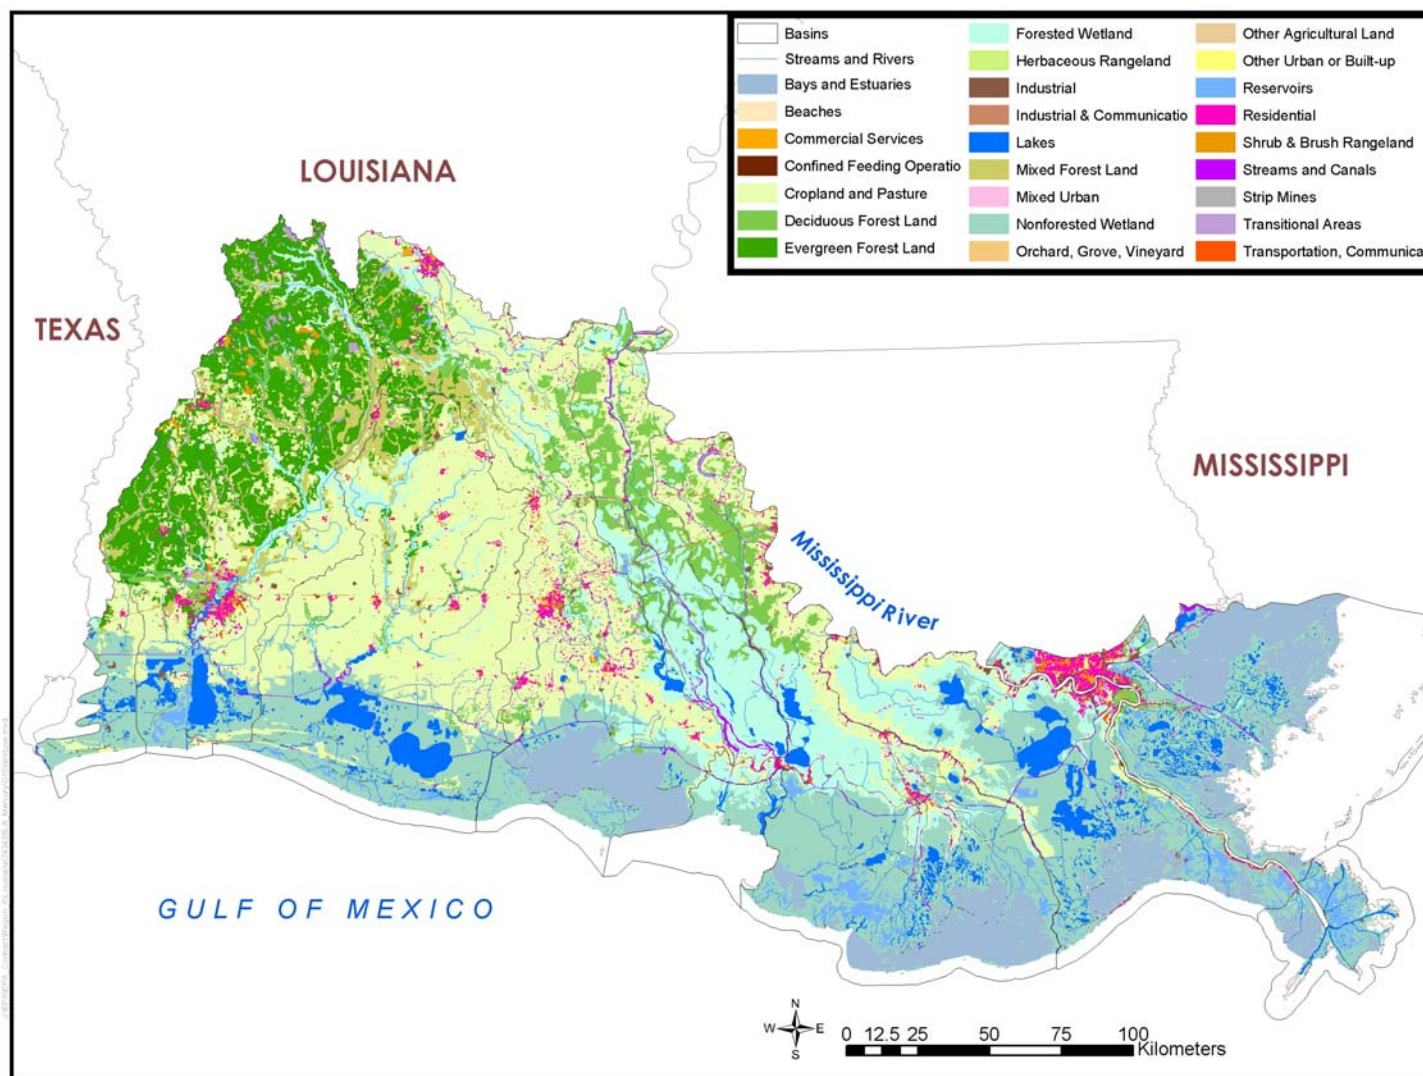 Basins
Streams and Rivers
Bays and Estuaries
Beaches
Commercial Services
Confined Feeding Operatio
Cropland and Pasture
Deciduous Forest Land
Evergreen Forest Land
Forested Wetland
Herbaceous Rangeland
Industrial
Industrial & Communicatio
Lakes
Mixed Forest Land
Mixed Urban
Nonforested Wetland
Orchard, Grove, Vineyard
Other Agricultural Land
Other Urban or Built-up
Reservoirs
Residential
Shrub & Brush Rangeland
Streams and Canals
Strip Mines
Transitional Areas
Transportation, Communica
LOUISIANA
TEXAS
MISSISSIPPI
Mississippi River
GULF OF MEXICO
N
W E
S
0 12.5 25 50 75 100
Kilometers